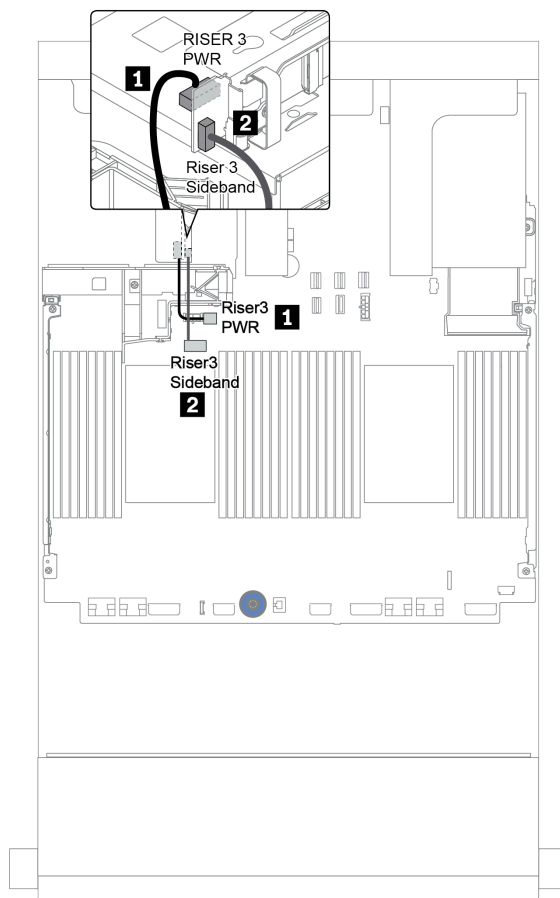 RISER 3
PWR
1
2
Riser 3
Sideband
Riser3
PWR
1
Riser3
Sideband
2